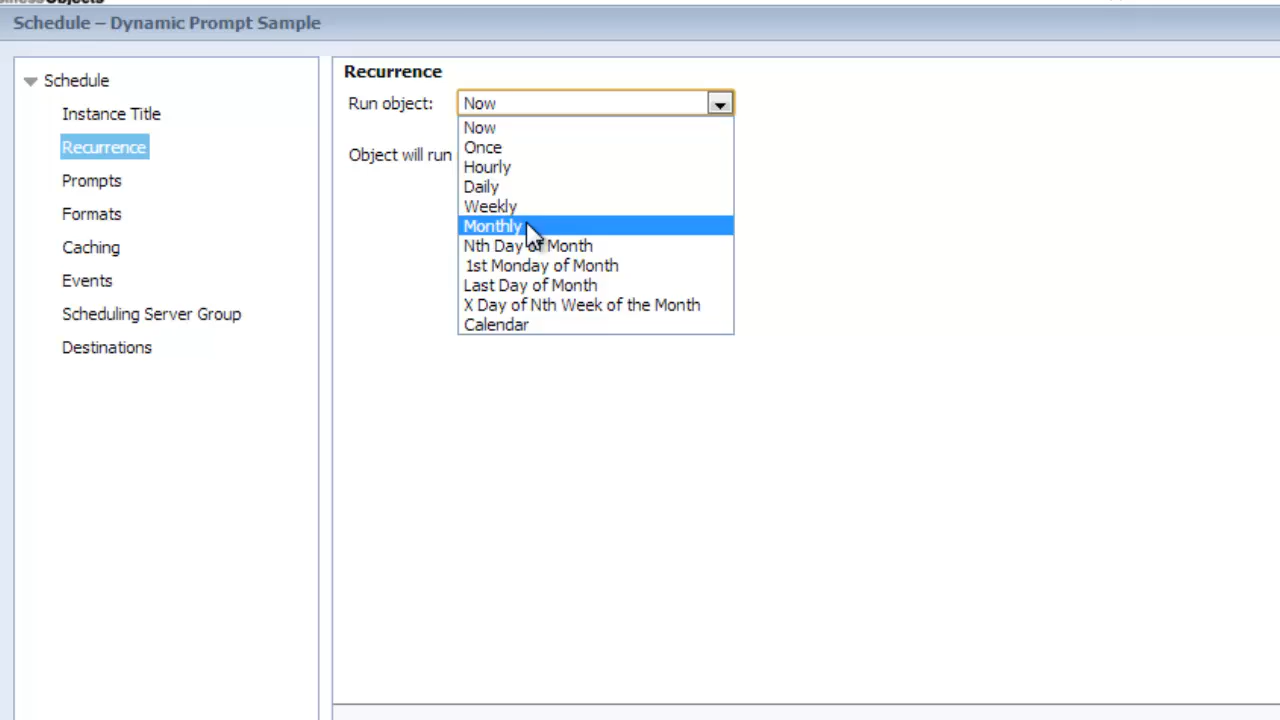 Schedule – Dynamic Prompt Sample
Schedule
Instance Title
Recurrence
Prompts
Formats
Caching
Events
Scheduling Server Group
Destinations
Recurrence
Run object: Now
Now
Once
Hourly
Daily
Weekly
Monthly
Nth Day of Month
1st Monday of Month
Last Day of Month
X Day of Nth Week of the Month
Calendar
Object will run